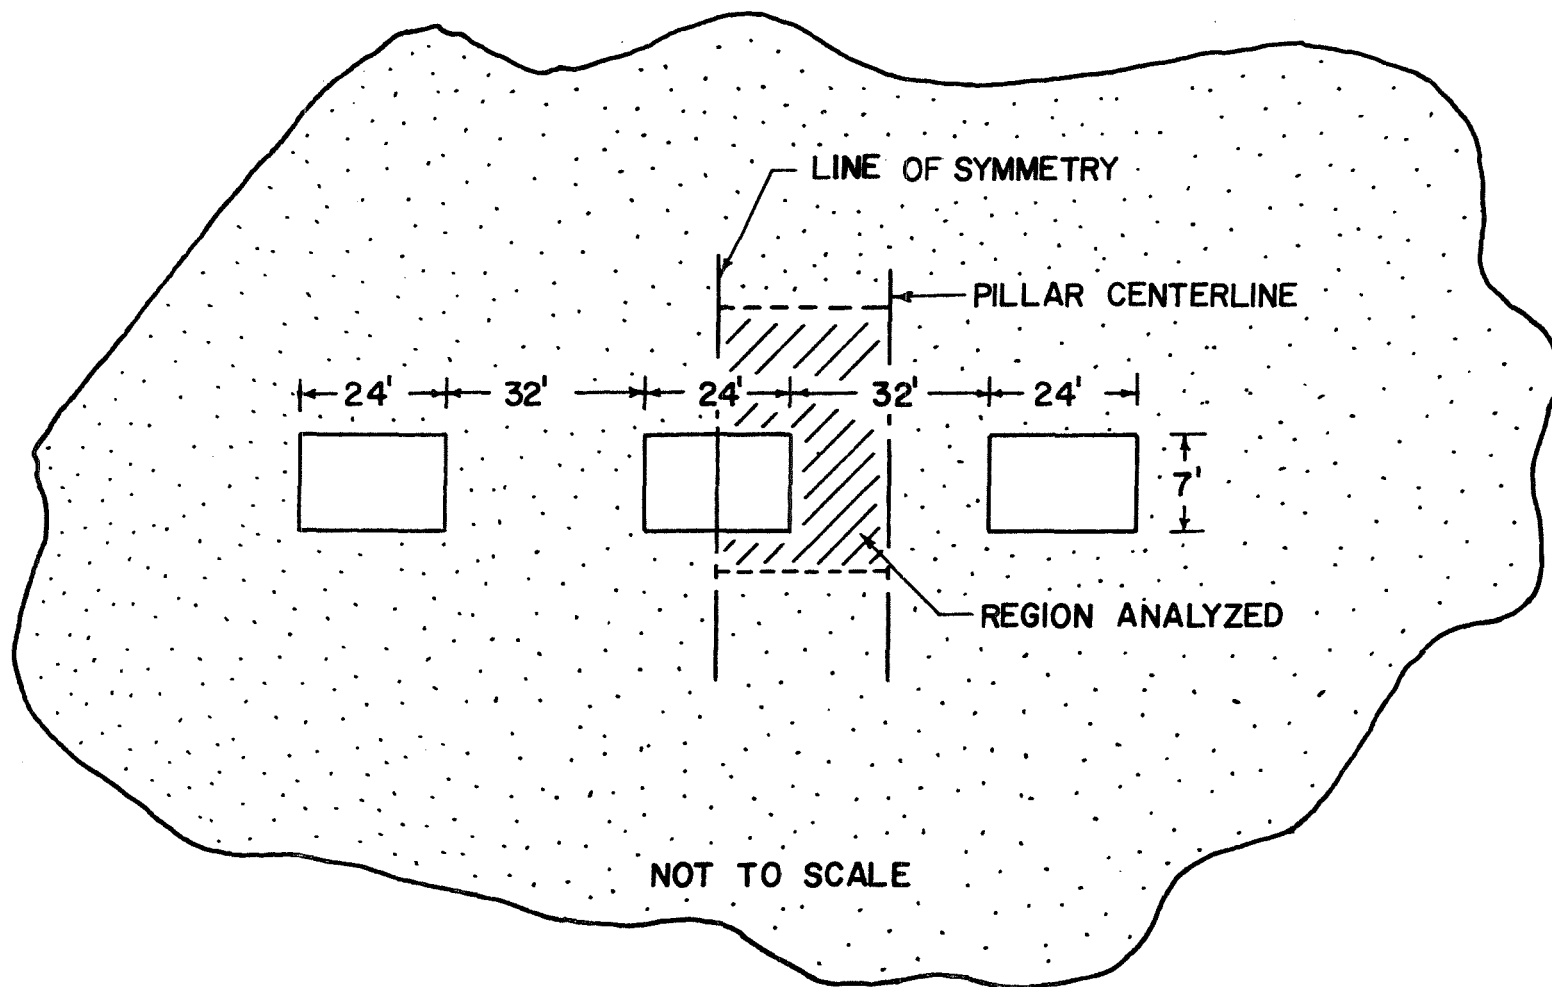 LINE OF SYMMETRY
PILLAR CENTERLINE
24' 32' 24' 32' 24'
7'
REGION ANALYZED
NOT TO SCALE